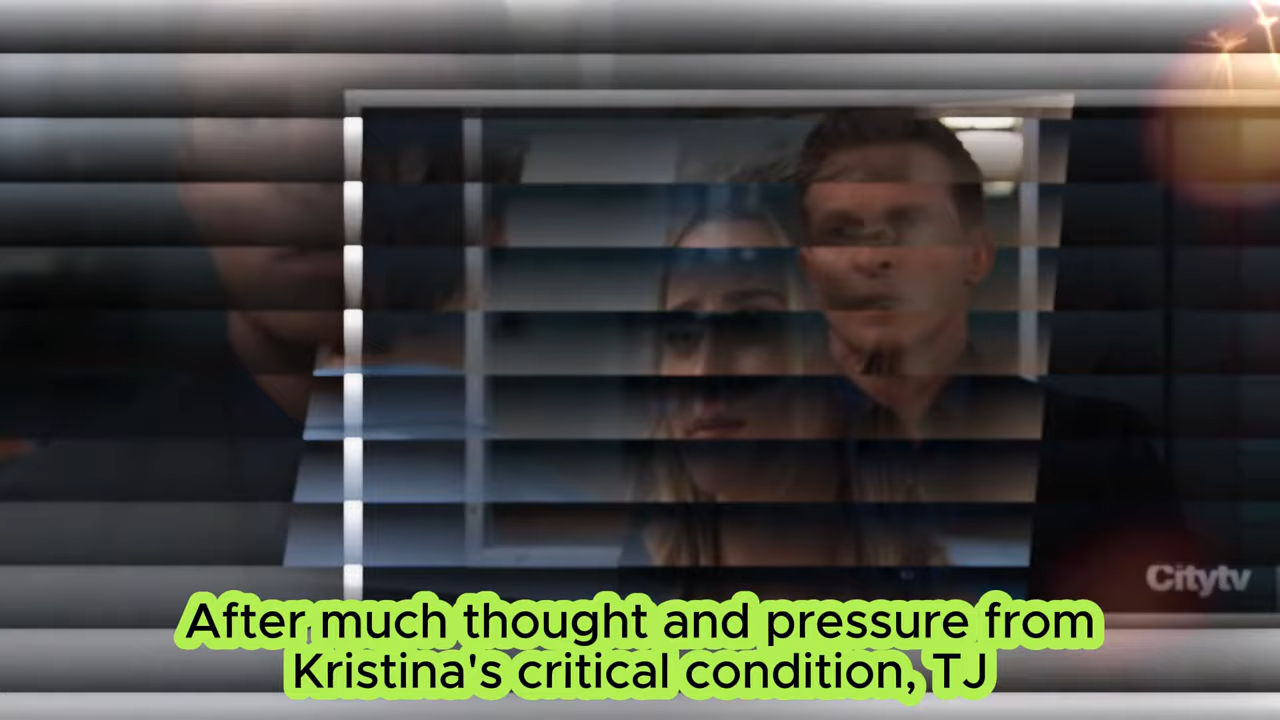 Citytv
After much thought and pressure from
Kristina's critical condition, TJ